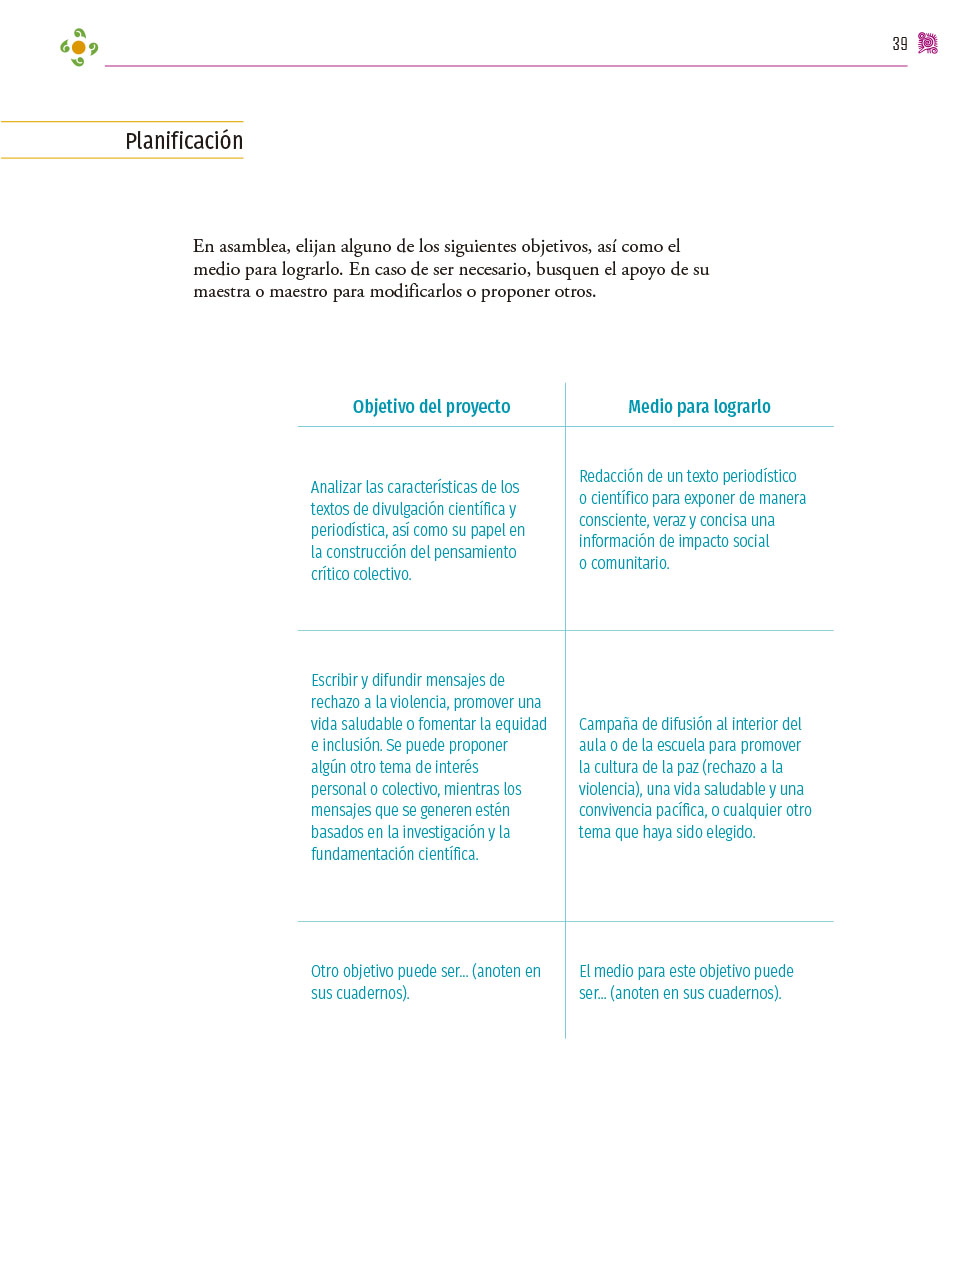 39
Planificación
En asamblea, elijan alguno de los siguientes objetivos, así como el
medio para lograrlo. En caso de ser necesario, busquen el apoyo de su
maestra o maestro para modificarlos o proponer otros.
Objetivo del proyecto
Medio para lograrlo
Analizar las características de los
textos de divulgación científica y
periodística, así como su papel en
la construcción del pensamiento
crítico colectivo.
Redacción de un texto periodístico
o científico para exponer de manera
consciente, veraz y concisa una
información de impacto social
o comunitario.
Escribir y difundir mensajes de
rechazo a la violencia, promover una
vida saludable o fomentar la equidad
e inclusión. Se puede proponer
algún otro tema de interés
personal o colectivo, mientras los
mensajes que se generen estén
basados en la investigación y la
fundamentación científica.
Campaña de difusión al interior del
aula o de la escuela para promover
la cultura de la paz (rechazo a la
violencia), una vida saludable y una
convivencia pacífica, o cualquier otro
tema que haya sido elegido.
Otro objetivo puede ser... (anoten en
sus cuadernos).
El medio para este objetivo puede
ser... (anoten en sus cuadernos).